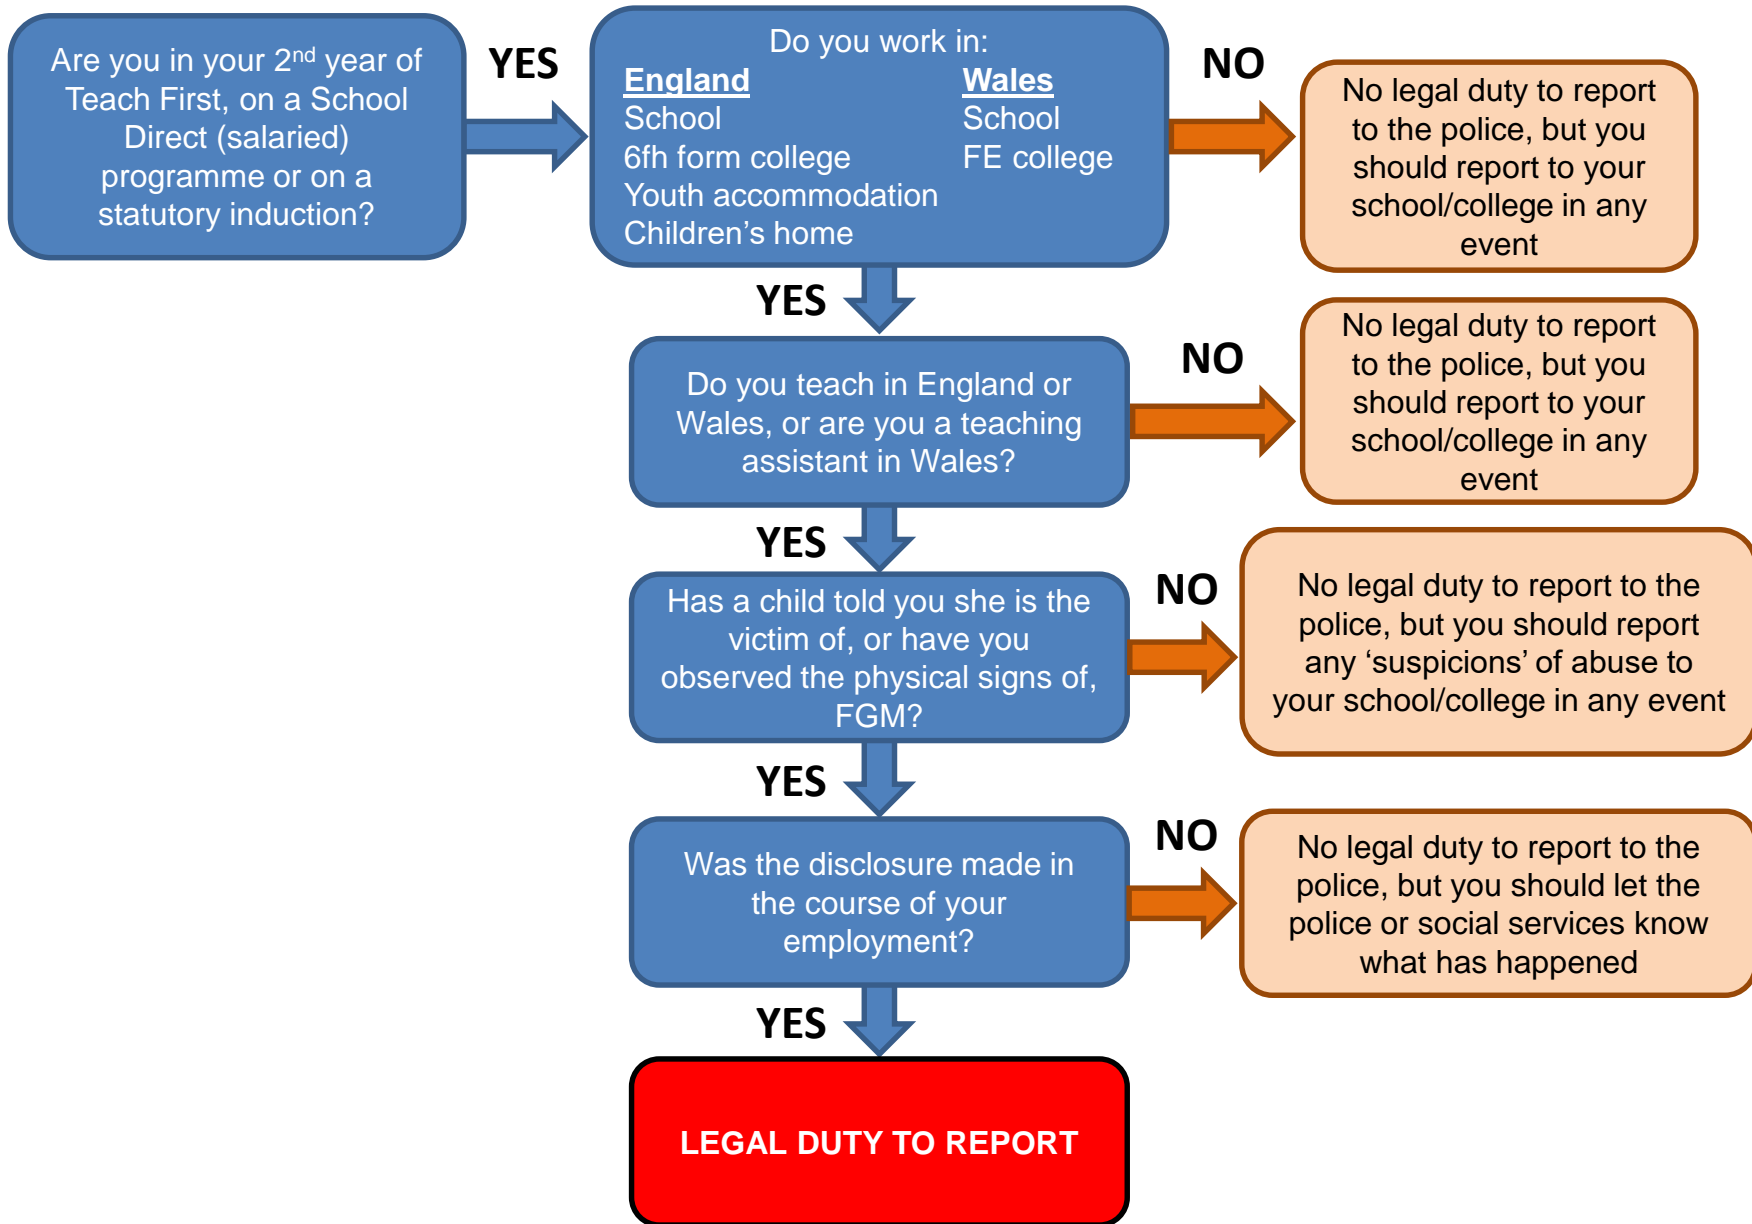 Are you in your 2nd year of
Teach First, on a School
Direct (salaried)
programme or on a
statutory induction?
YES
Do you work in:
England Wales
School School
6fh form college FE college
Youth accommodation
Children’s home
NO
No legal duty to report
to the police, but you
should report to your
school/college in any
event
YES
Do you teach in England or
Wales, or are you a teaching
assistant in Wales?
NO
No legal duty to report
to the police, but you
should report to your
school/college in any
event
YES
Has a child told you she is the
victim of, or have you
observed the physical signs of,
FGM?
NO
No legal duty to report to the
police, but you should report
any ‘suspicions’ of abuse to
your school/college in any event
YES
Was the disclosure made in
the course of your
employment?
NO
No legal duty to report to the
police, but you should let the
police or social services know
what has happened
YES
LEGAL DUTY TO REPORT